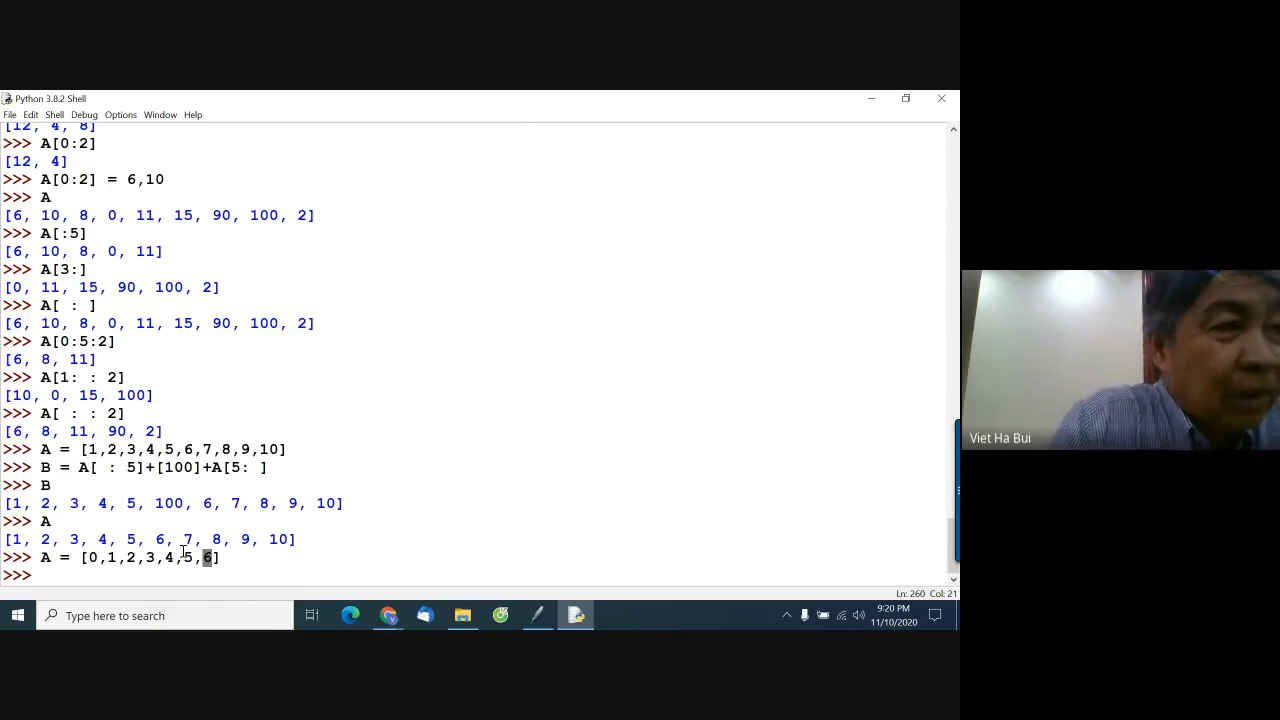 Python 3.8.2 Shell
File Edit Shell Debug Options Window Help
[12, 4, 8]
>>> A[0:2]
[12, 4]
>>> A[0:2] = 6,10
>>> A
[6, 10, 8, 0, 11, 15, 90, 100, 2]
>>> A[:5]
[6, 10, 8, 0, 11]
>>> A[3:]
[0, 11, 15, 90, 100, 2]
>>> A[ : ]
[6, 10, 8, 0, 11, 15, 90, 100, 2]
>>> A[0:5:2]
[6, 8, 11]
>>> A[1: : 2]
[10, 0, 15, 100]
>>> A[ : : 2]
[6, 8, 11, 90, 2]
>>> A = [1,2,3,4,5,6,7,8,9,10]
>>> B = A[ : 5]+[100]+A[5: ]
>>> B
[1, 2, 3, 4, 5, 100, 6, 7, 8, 9, 10]
>>> A
[1, 2, 3, 4, 5, 6, 7, 8, 9, 10]
>>> A = [0,1,2,3,4,5,6]
>>>
Ln: 260 Col: 21
Viet Ha Bui
Type here to search
9:20 PM
11/10/2020